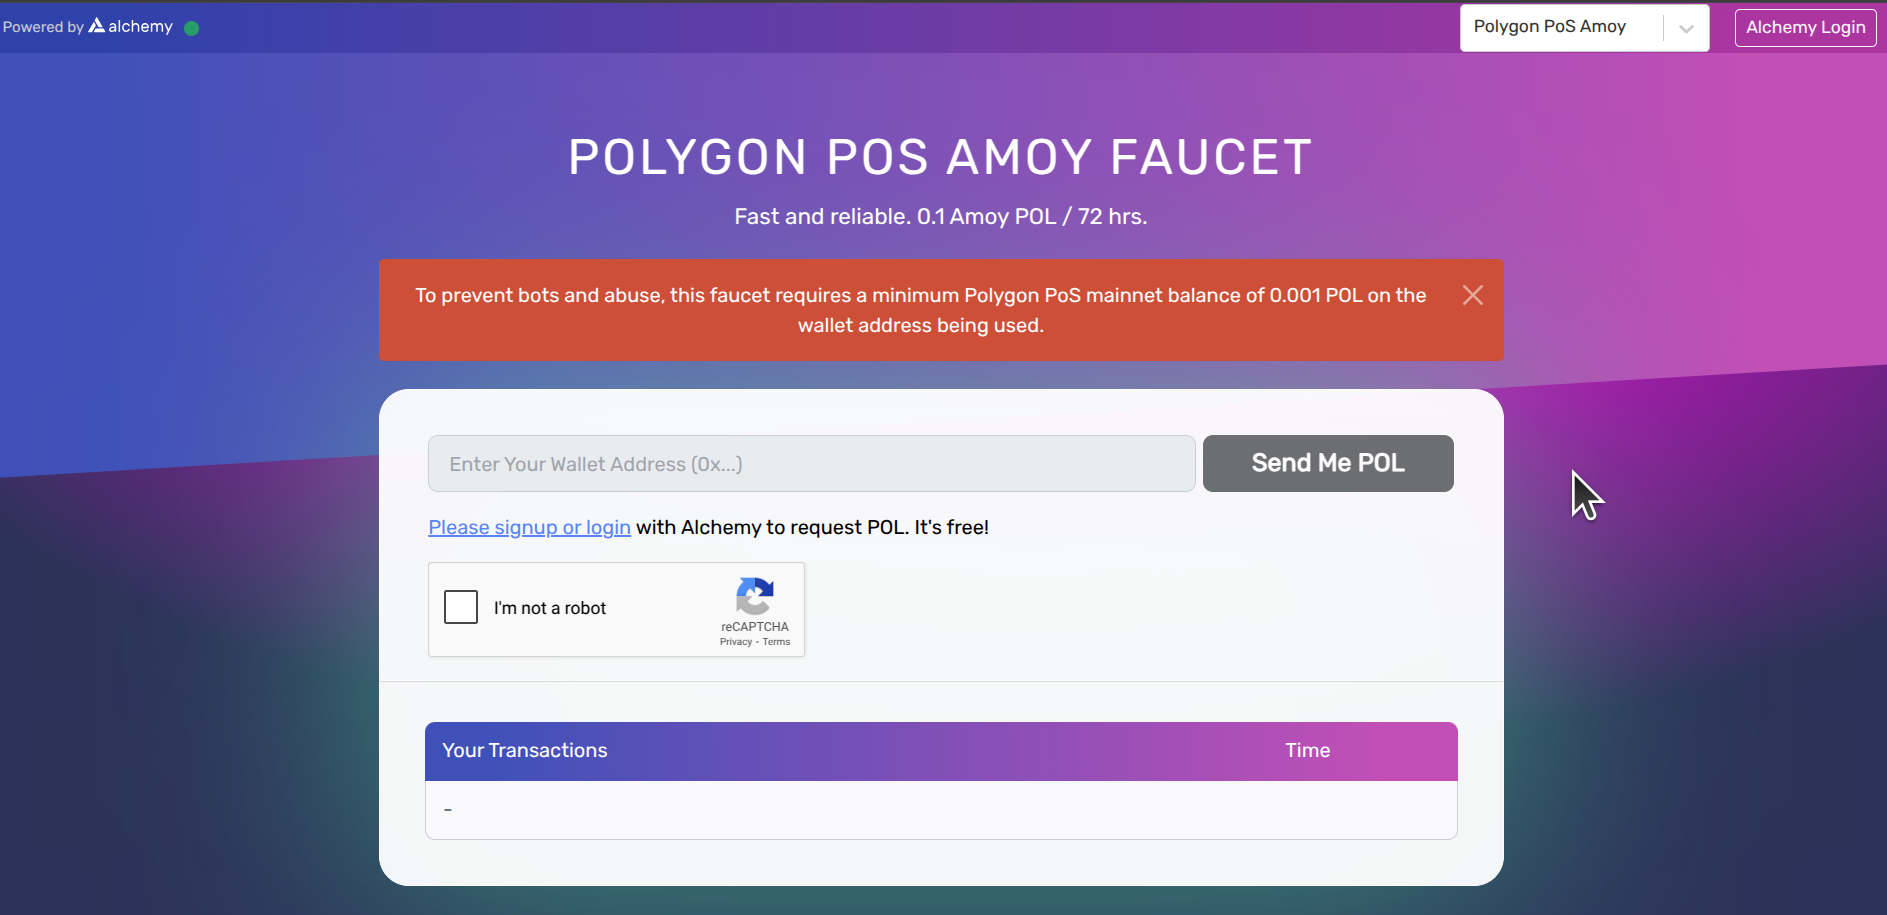 Powered by alchemy
Polygon PoS Amoy
Alchemy Login
POLYGON POS AMOY FAUCET
Fast and reliable. 0.1 Amoy POL / 72 hrs.
To prevent bots and abuse, this faucet requires a minimum Polygon PoS mainnet balance of 0.001 POL on the
wallet address being used.
Enter Your Wallet Address (0x...)
Send Me POL
Please signup or login with Alchemy to request POL. It's free!
I'm not a robot
reCAPTCHA
Privacy - Terms
Your Transactions Time
-